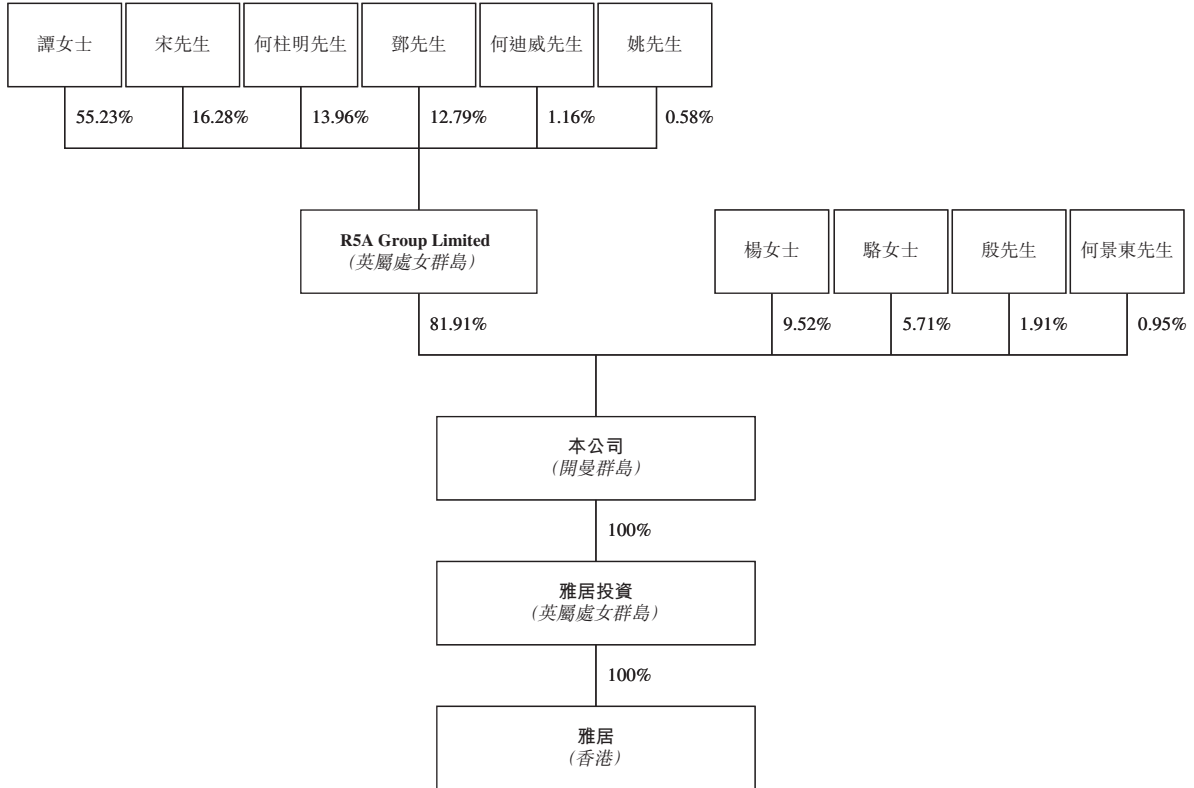 譚女士
宋先生
何柱明先生
鄧先生
何迪威先生
姚先生
55.23%
16.28%
13.96%
12.79%
1.16%
0.58%
R5A Group Limited
(英屬處女群島)
楊女士
駱女士
殷先生
何景東先生
81.91%
9.52%
5.71%
1.91%
0.95%
本公司
(開曼群島)
100%
雅居投資
(英屬處女群島)
100%
雅居
(香港)